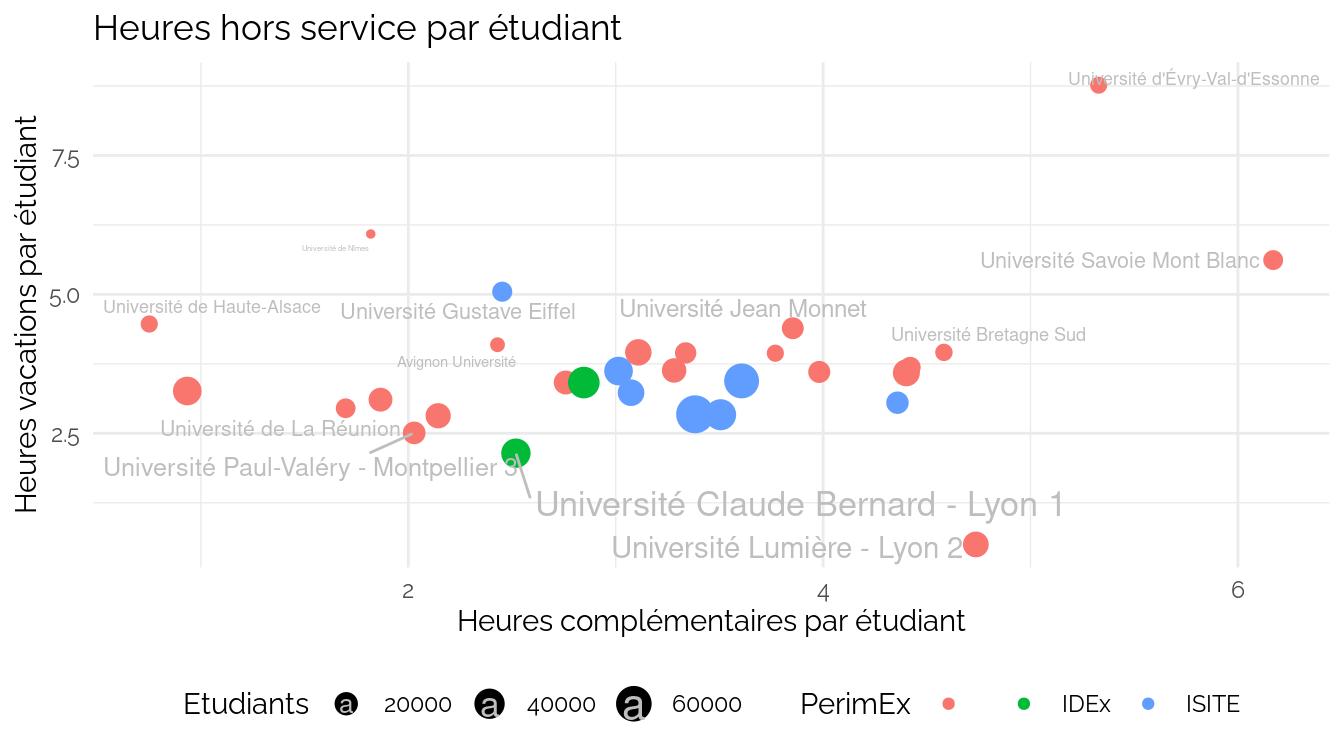 Heures hors service par étudiant
Heures vacations par étudiant
7.5
5.0
2.5
Université d'Évry-Val-d'Essonne
Université de Nîmes
Université Savoie Mont Blanc
Université de Haute-Alsace
Université Gustave Eiffel
Université Jean Monnet
Université Bretagne Sud
Avignon Université
Université de La Réunion
Université Paul-Valéry - Montpellier 3
Université Claude Bernard - Lyon 1
Université Lumière - Lyon 2
2 4 6
Heures complémentaires par étudiant
Etudiants a 20000 a 40000 a 60000 PerimEx IDEx ISITE